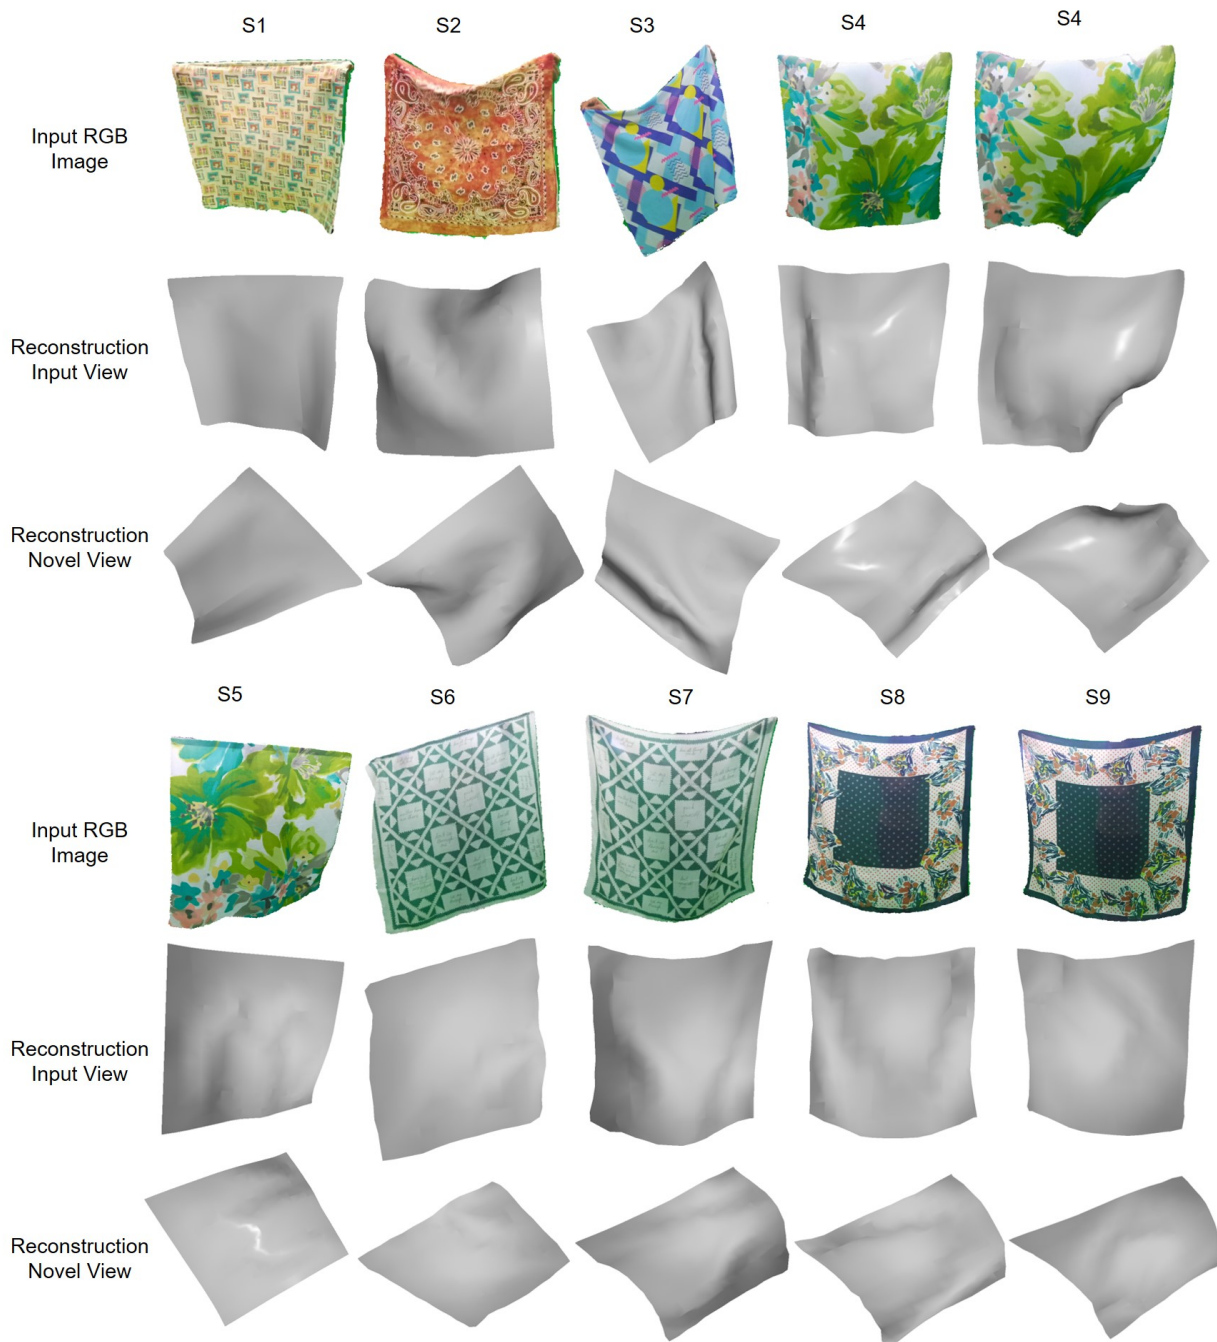 S1 S2 S3 S4 S4
Input RGB
Image
Reconstruction
Input View
Reconstruction
Novel View
S5 S6 S7 S8 S9
Input RGB
Image
Reconstruction
Input View
Reconstruction
Novel View